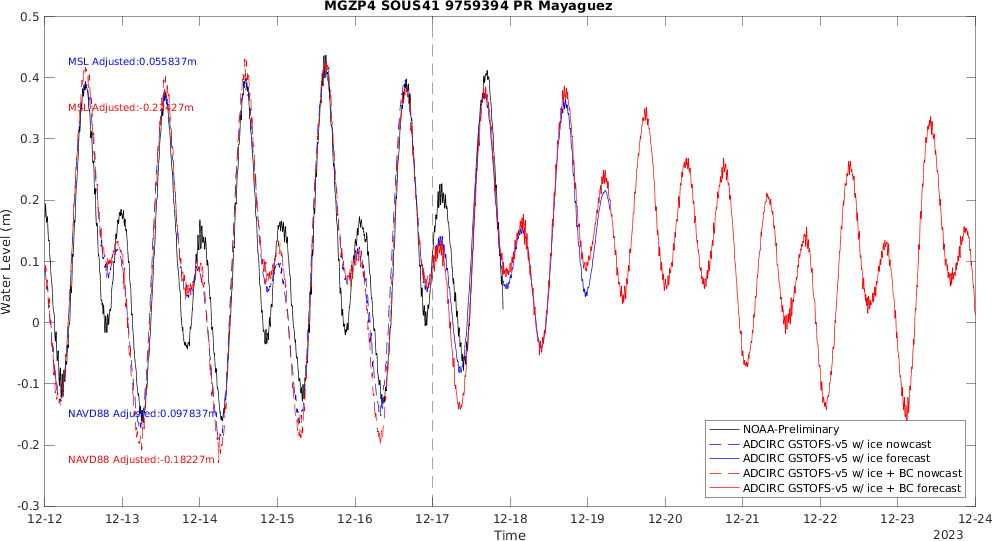 MGZP4 SOUS41 9759394 PR Mayaguez
0.5
0.4
0.3
0.2
0.1
0
-0.1
-0.2
-0.3
Water Level (m)
MSL Adjusted:0.055837m
MSL Adjusted:-0.22427m
NAVD88 Adjusted:0.097837m
NAVD88 Adjusted:-0.18227m
NOAA-Preliminary
ADCIRC GSTOFS-v5 w/ ice nowcast
ADCIRC GSTOFS-v5 w/ ice forecast
ADCIRC GSTOFS-v5 w/ ice + BC nowcast
ADCIRC GSTOFS-v5 w/ ice + BC forecast
12-12 12-13 12-14 12-15 12-16 12-17 12-18 12-19 12-20 12-21 12-22 12-23 12-24
Time
2023